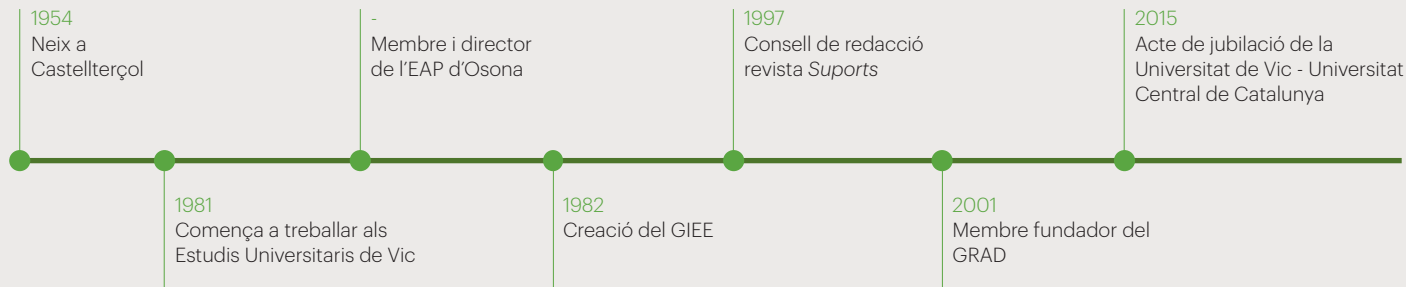 1954
Neix a
Castellterçol
1981
Comença a treballar als
Estudis Universitaris de Vic
-
Membre i director
de l’EAP d’Osona
1982
Creació del GIEE
1997
Consell de redacció
revista Suports
2001
Membre fundador del
GRAD
2015
Acte de jubilació de la
Universitat de Vic - Universitat
Central de Catalunya